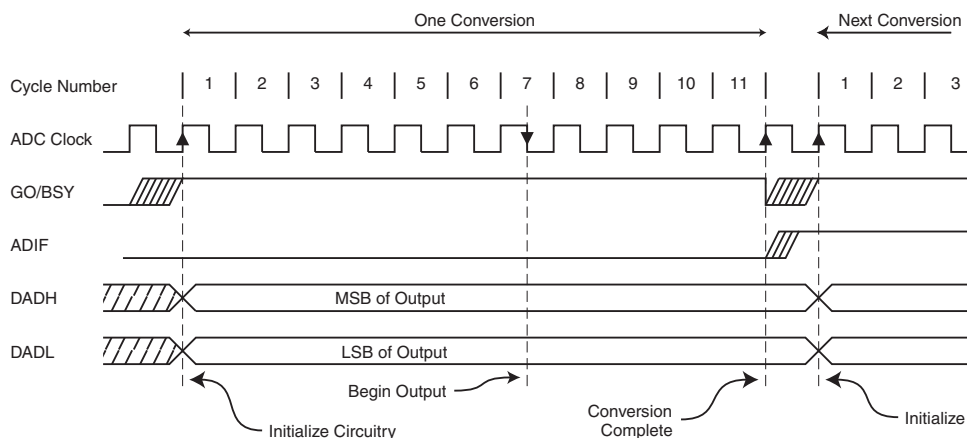 One Conversion
Next Conversion
Cycle Number 1 2 3 4 5 6 7 8 9 10 11 1 2 3
ADC Clock
GO/BSY
ADIF
DADH
MSB of Output
DADL
LSB of Output
Begin Output
Initialize Circuitry
Conversion
Complete
Initialize